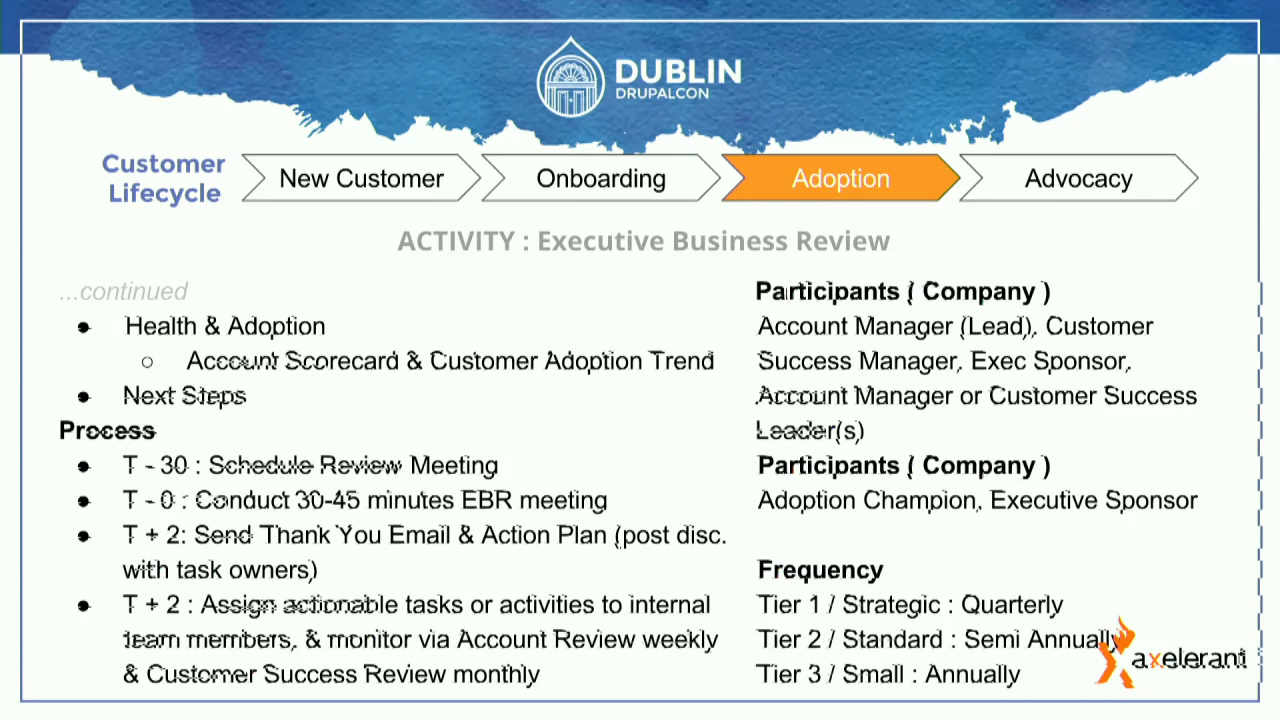 DUBLIN
DRUPALCON
Customer
Lifecycle
New Customer
Onboarding
Adoption
Advocacy
ACTIVITY : Executive Business Review
...continued
● Health & Adoption
○ Account Scorecard & Customer Adoption Trend
● Next Steps
Process
● T - 30 : Schedule Review Meeting
● T - 0 : Conduct 30-45 minutes EBR meeting
● T + 2: Send Thank You Email & Action Plan (post disc.
with task owners)
● T + 2 : Assign actionable tasks or activities to internal
team members, & monitor via Account Review weekly
& Customer Success Review monthly
Participants ( Company )
Account Manager (Lead), Customer
Success Manager, Exec Sponsor,
Account Manager or Customer Success
Leader(s)
Participants ( Company )
Adoption Champion, Executive Sponsor
Frequency
Tier 1 / Strategic : Quarterly
Tier 2 / Standard : Semi Annually
Tier 3 / Small : Annually
axelerant